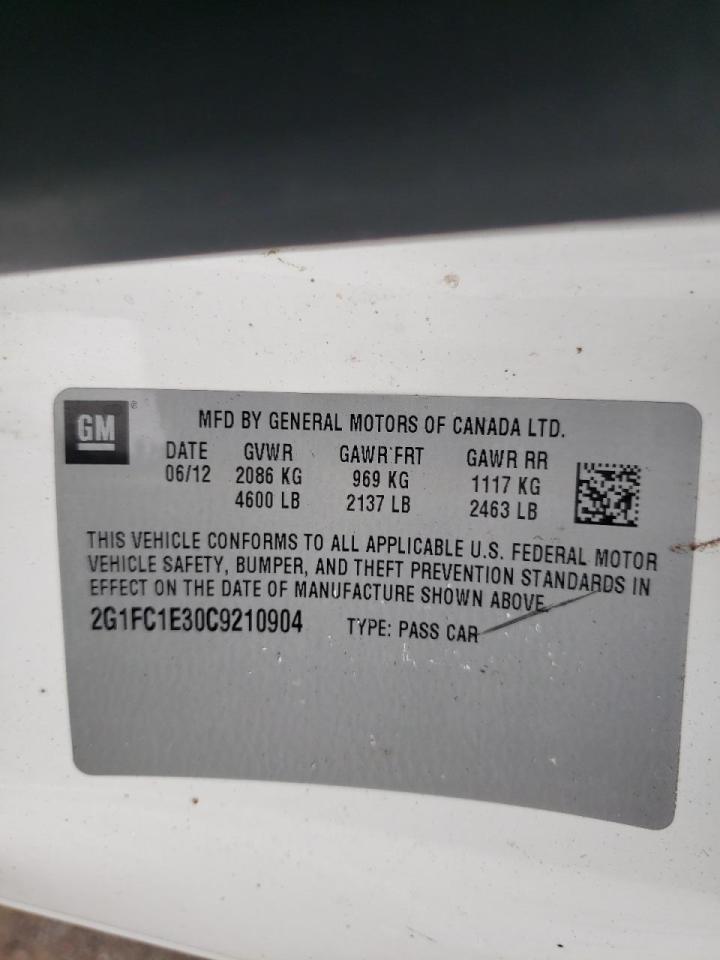 GM®
MFD BY GENERAL MOTORS OF CANADA LTD.
DATE GVWR GAWR FRT GAWR RR
06/12 2086 KG 969 KG 1117 KG
4600 LB 2137 LB 2463 LB
THIS VEHICLE CONFORMS TO ALL APPLICABLE U.S. FEDERAL MOTOR
VEHICLE SAFETY, BUMPER, AND THEFT PREVENTION STANDARDS IN
EFFECT ON THE DATE OF MANUFACTURE SHOWN ABOVE.
2G1FC1E30C9210904 TYPE: PASS CAR